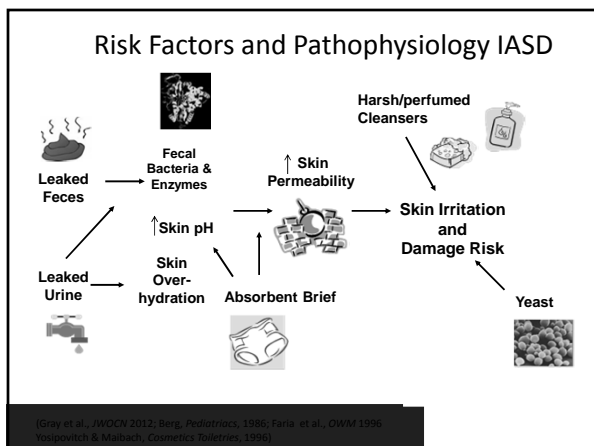 Risk Factors and Pathophysiology IASD
Harsh/perfumed
Cleansers
Fecal
Bacteria &
Enzymes
↑ Skin
Permeability
Leaked
Feces
↑Skin pH
Skin Irritation
and
Damage Risk
Leaked
Urine
Skin
Over-
hydration
Absorbent Brief
Yeast
(Gray et al., JWOCN 2012; Berg, Pediatriacs, 1986; Faria et al., OWM 1996
Yosipovitch & Maibach, Cosmetics Toiletries, 1996)